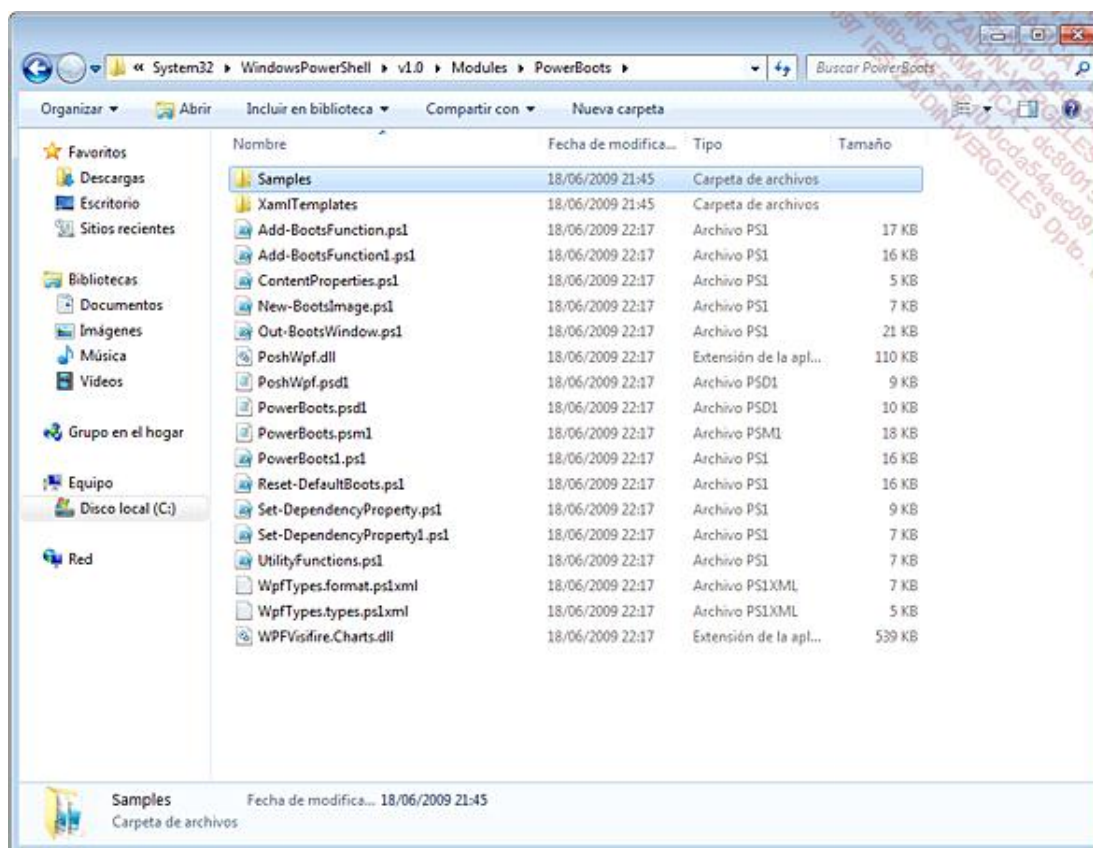 « System32 ▸ WindowsPowerShell ▸ v1.0 ▸ Modules ▸ PowerBoots ▸
Buscar PowerBoots
Organizar Abrir Incluir en biblioteca Compartir con Nueva carpeta
Favoritos
Descargas
Escritorio
Sitios recientes
Bibliotecas
Documentos
Imágenes
Música
Vídeos
Grupo en el hogar
Equipo
Disco local (C:)
Red
Nombre Fecha de modifica... Tipo Tamaño
Samples 18/06/2009 21:45 Carpeta de archivos
XamlTemplates 18/06/2009 21:45 Carpeta de archivos
Add-BootsFunction.ps1 18/06/2009 22:17 Archivo PS1 17 KB
Add-BootsFunction1.ps1 18/06/2009 22:17 Archivo PS1 16 KB
ContentProperties.ps1 18/06/2009 22:17 Archivo PS1 5 KB
New-BootsImage.ps1 18/06/2009 22:17 Archivo PS1 7 KB
Out-BootsWindow.ps1 18/06/2009 22:17 Archivo PS1 21 KB
PoshWpf.dll 18/06/2009 22:17 Extensión de la apl... 110 KB
PoshWpf.psd1 18/06/2009 22:17 Archivo PSD1 9 KB
PowerBoots.psd1 18/06/2009 22:17 Archivo PSD1 10 KB
PowerBoots.psm1 18/06/2009 22:17 Archivo PSM1 18 KB
PowerBoots1.ps1 18/06/2009 22:17 Archivo PS1 16 KB
Reset-DefaultBoots.ps1 18/06/2009 22:17 Archivo PS1 16 KB
Set-DependencyProperty.ps1 18/06/2009 22:17 Archivo PS1 9 KB
Set-DependencyProperty1.ps1 18/06/2009 22:17 Archivo PS1 7 KB
UtilityFunctions.ps1 18/06/2009 22:17 Archivo PS1 7 KB
WpfTypes.format.ps1xml 18/06/2009 22:17 Archivo PS1XML 7 KB
WpfTypes.types.ps1xml 18/06/2009 22:17 Archivo PS1XML 5 KB
WPFVisifire.Charts.dll 18/06/2009 22:17 Extensión de la apl... 539 KB
Samples Fecha de modifica... 18/06/2009 21:45
Carpeta de archivos